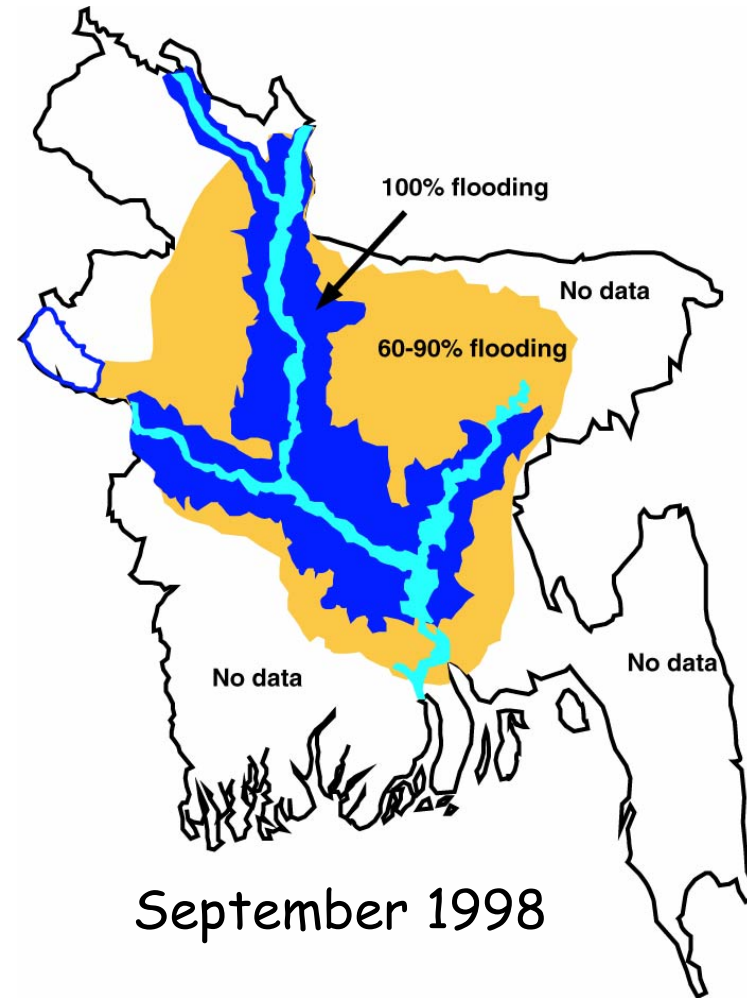 100% flooding
No data
60-90% flooding
No data
No data
September 1998